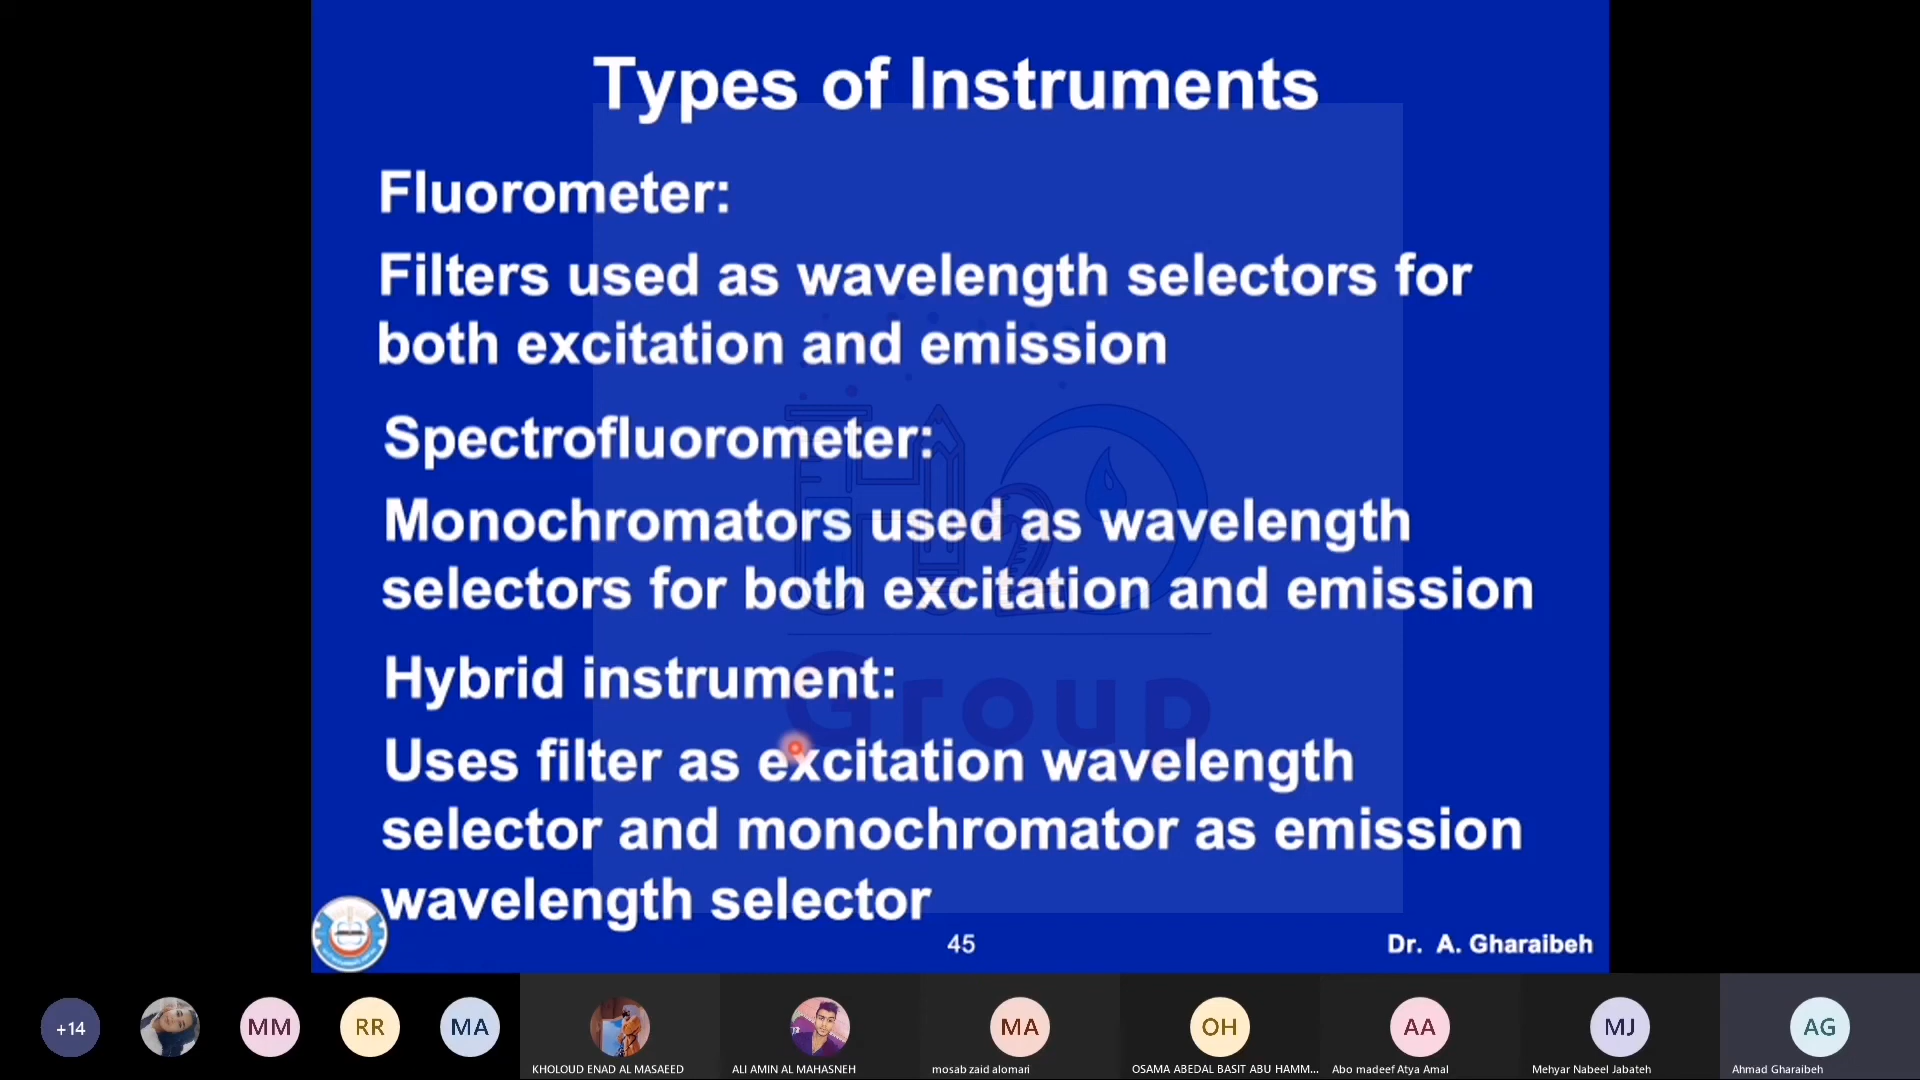 Types of Instruments
Fluorometer:
Filters used as wavelength selectors for
both excitation and emission
Spectrofluorometer:
Monochromators used as wavelength
selectors for both excitation and emission
Hybrid instrument:
Uses filter as excitation wavelength
selector and monochromator as emission
wavelength selector
H2O
Group
45
Dr. A. Gharaibeh
+14
MM
RR
MA
MA
OH
AA
MJ
AG
KHOLOUD ENAD AL MASAEED
ALI AMIN AL MAHASNEH
mosab zaid alomari
OSAMA ABEDAL BASIT ABU HAMM...
Abo madeef Atya Amal
Mehyar Nabeel Jabateh
Ahmad Gharaibeh